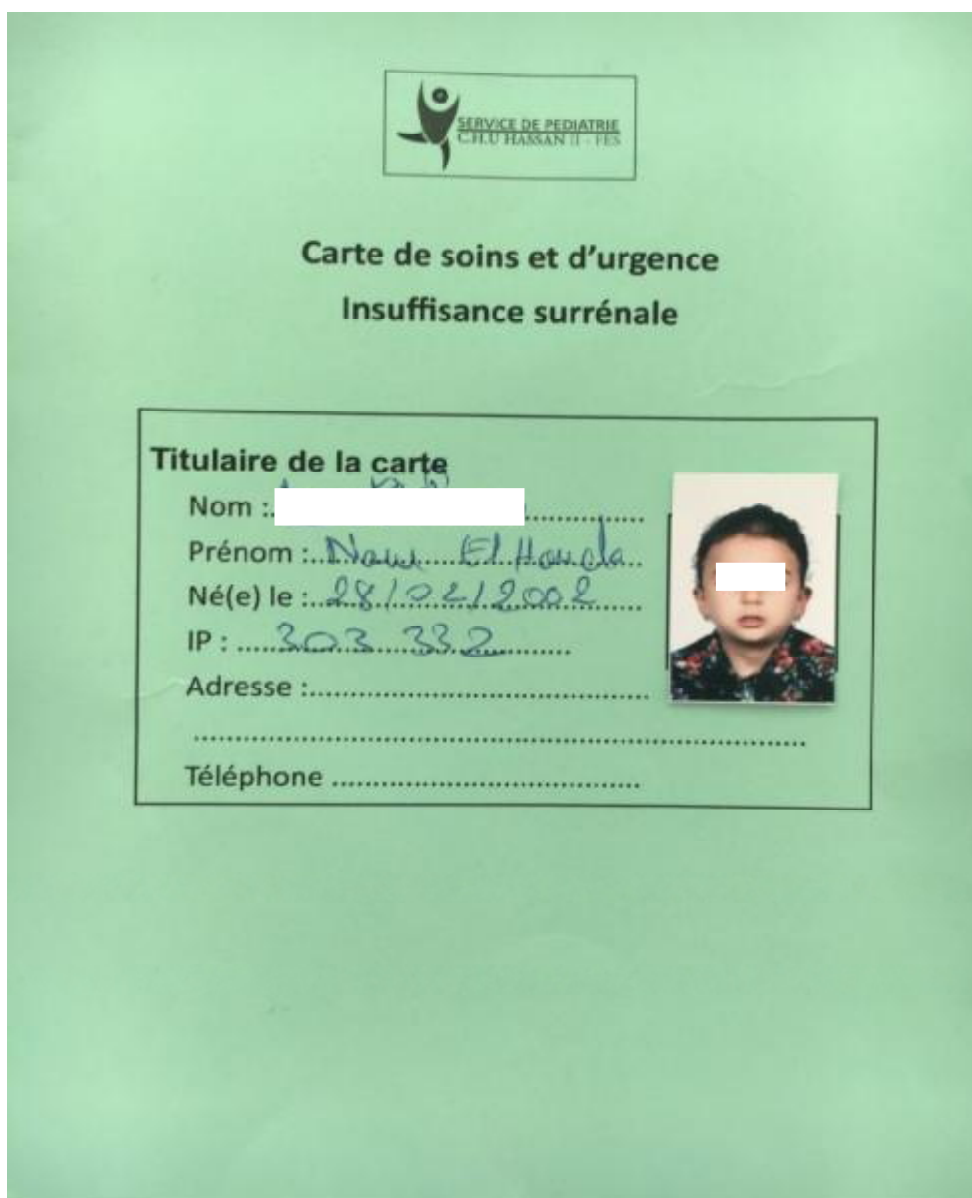 SERVICE DE PEDIATRIE
C.H.U HASSAN II - FES
Carte de soins et d'urgence
Insuffisance surrénale
Titulaire de la carte
Nom :
Prénom : El Houda
Né(e) le : 28/02/2002
IP : 303 332
Adresse :
Téléphone